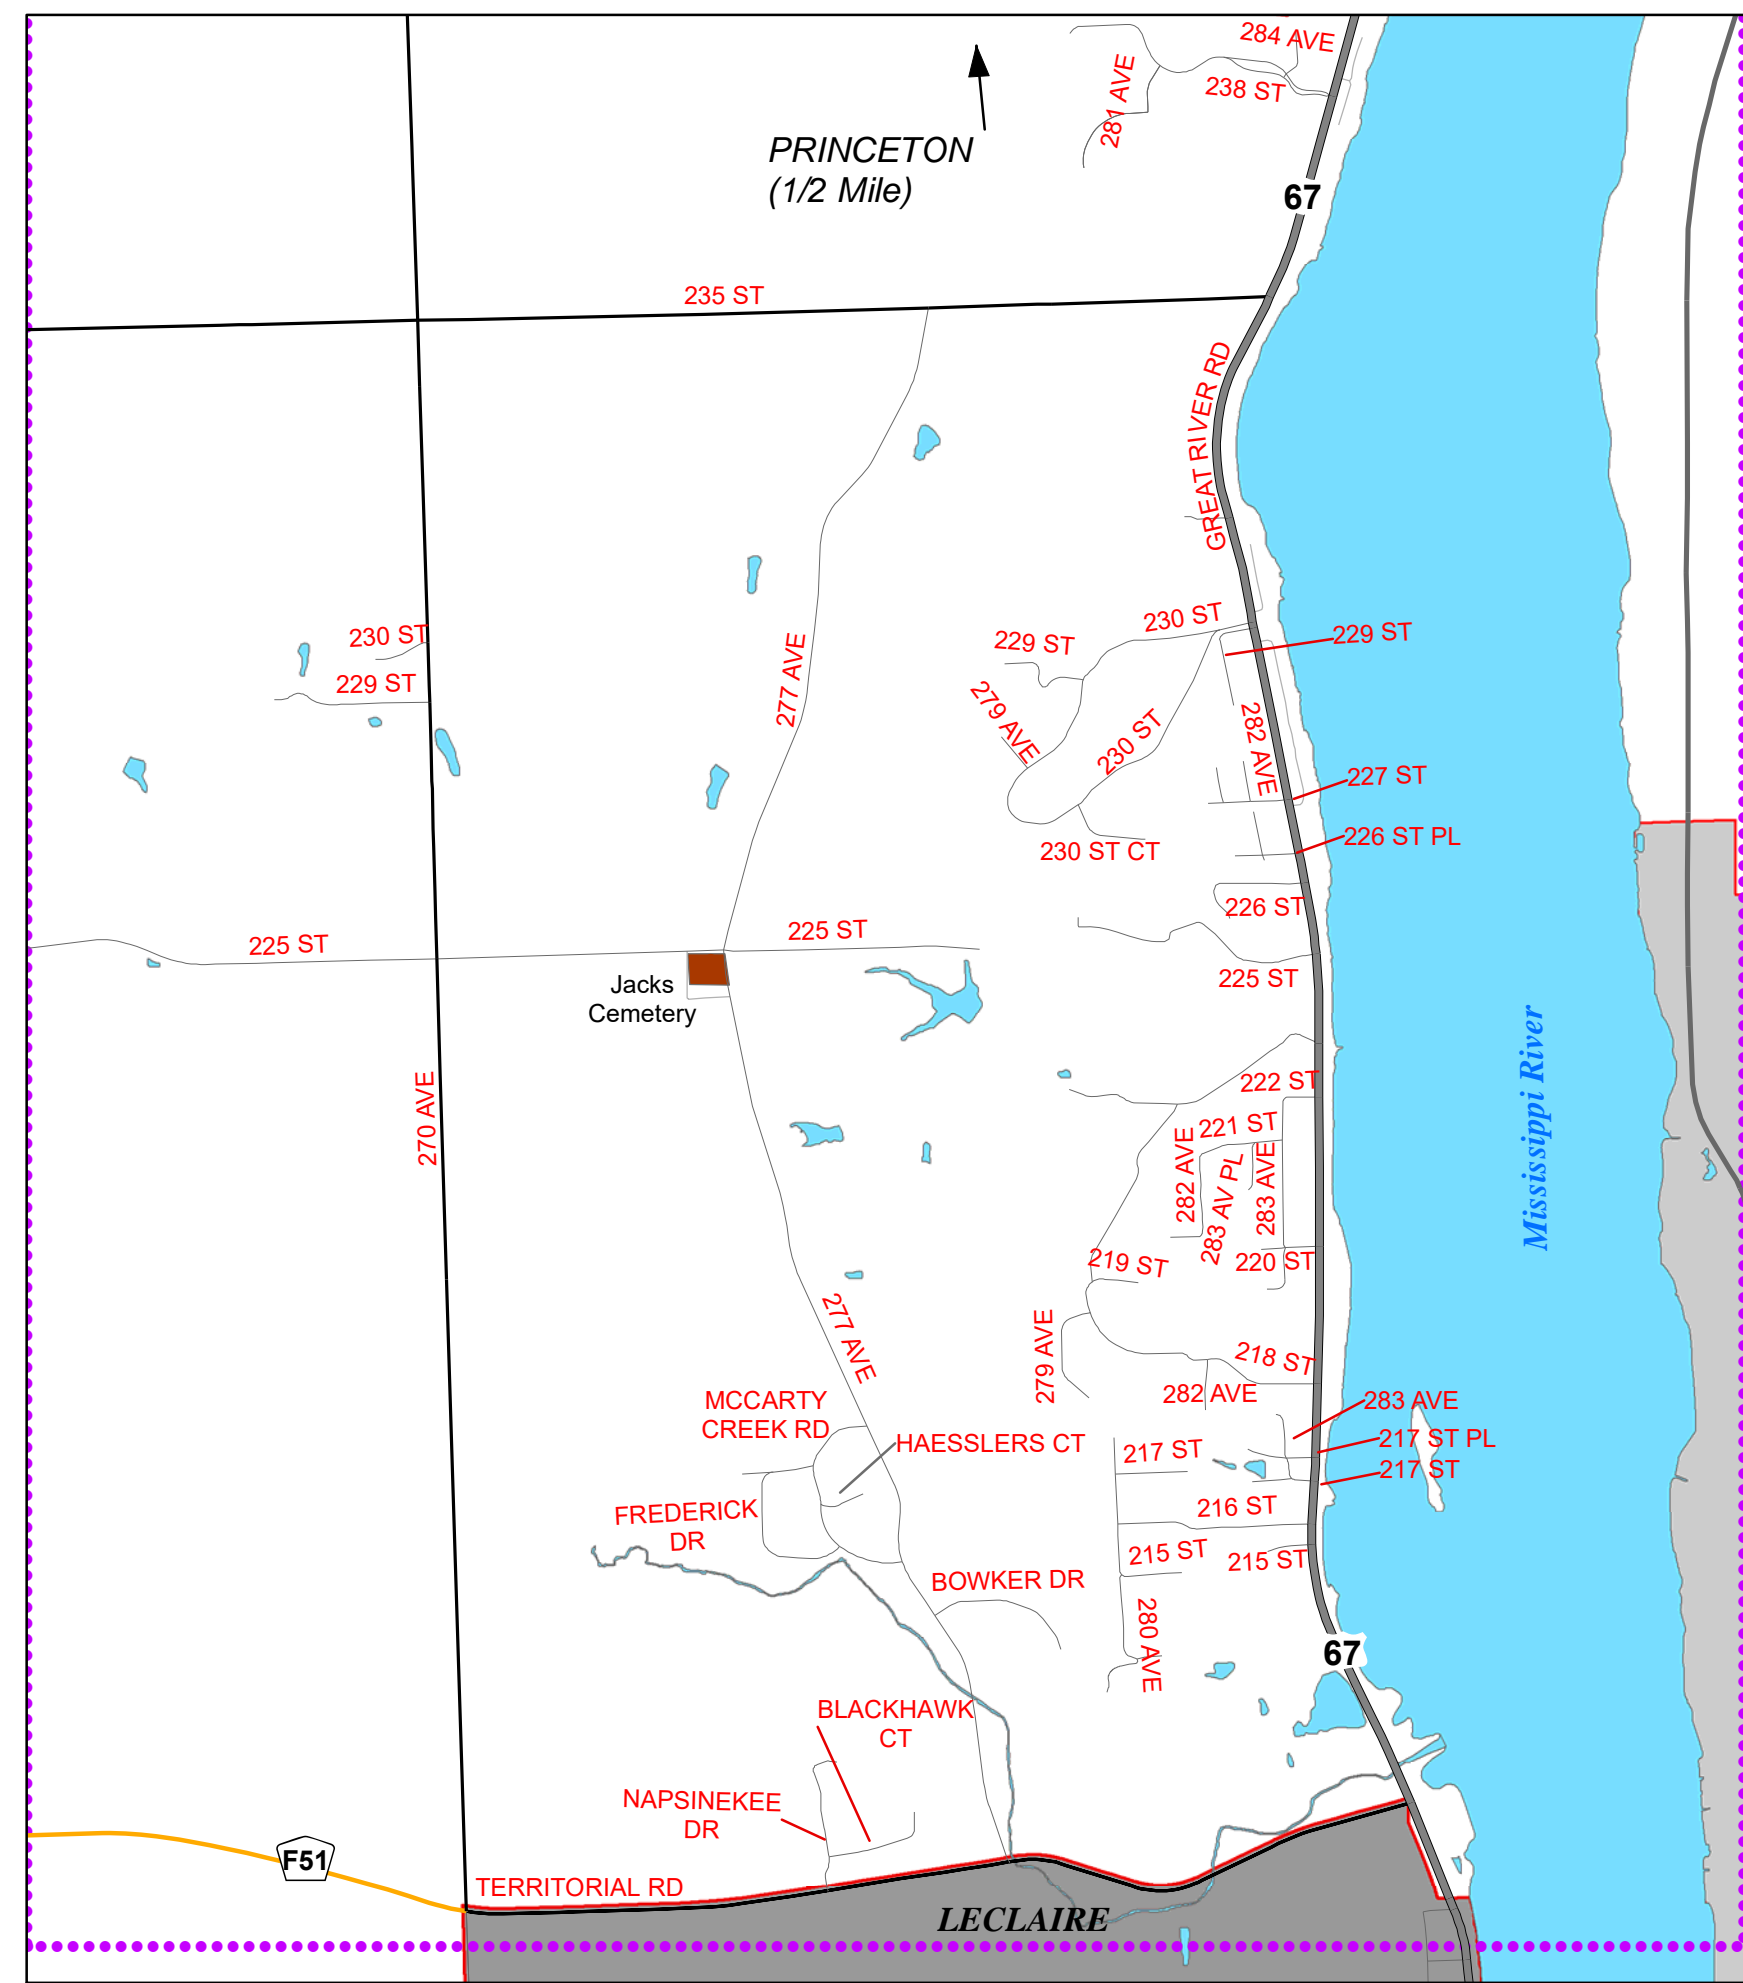 284 AVE
238 ST
281 AVE
PRINCETON
(1/2 Mile)
67
235 ST
GREAT RIVER RD
230 ST
229 ST
230 ST
229 ST
229 ST
277 AVE
279 AVE
230 ST
282 AVE
227 ST
226 ST PL
230 ST CT
226 ST
225 ST
225 ST
225 ST
Jacks
Cemetery
Mississippi River
270 AVE
222 ST
221 ST
282 AVE
283 AV PL
283 AVE
219 ST
220 ST
277 AVE
279 AVE
218 ST
282 AVE
283 AVE
MCCARTY
CREEK RD
HAESSLERS CT
217 ST
217 ST PL
217 ST
FREDERICK
DR
216 ST
215 ST
215 ST
BOWKER DR
280 AVE
67
BLACKHAWK
CT
NAPSINEKEE
DR
F51
TERRITORIAL RD
LECLAIRE